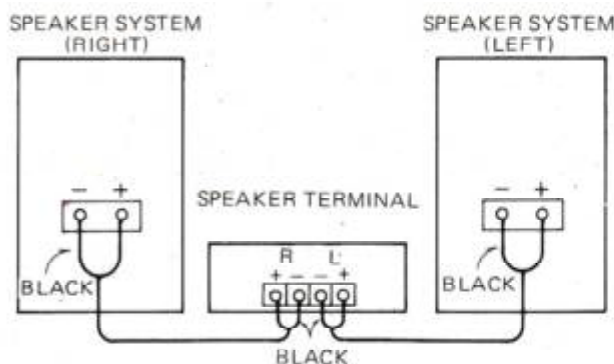 SPEAKER SYSTEM
(RIGHT)
SPEAKER SYSTEM
(LEFT)
- +
BLACK
SPEAKER TERMINAL
R L
+ - - +
BLACK
- +
BLACK